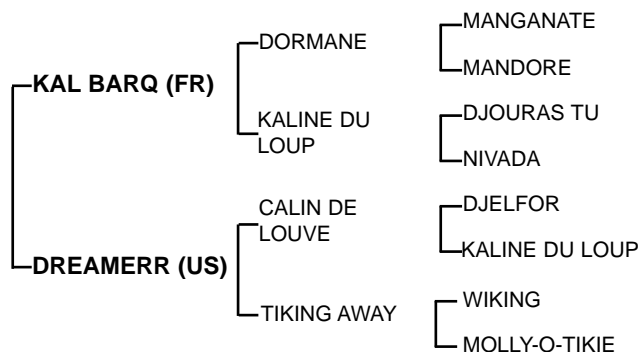 MANGANATE
DORMANE
MANDORE
KAL BARQ (FR)
KALINE DU
LOUP
DJOURAS TU
NIVADA
CALIN DE
LOUVE
DJELFOR
KALINE DU LOUP
DREAMERR (US)
TIKING AWAY
WIKING
MOLLY-O-TIKIE